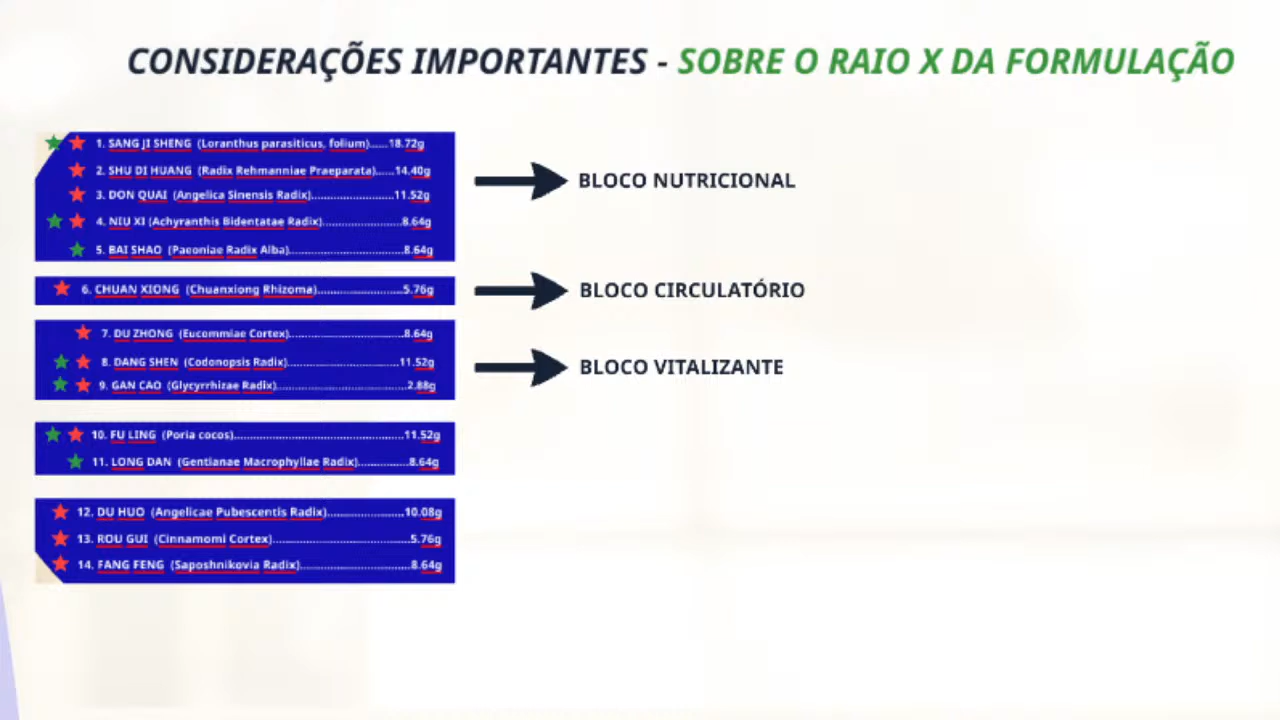 CONSIDERAÇÕES IMPORTANTES - SOBRE O RAIO X DA FORMULAÇÃO
1. SANG JI SHENG (Loranthus parasiticus, folium)......18.72g
2. SHU DI HUANG (Radix Rehmanniae Praeparata)......14.40g
3. DON QUAI (Angelica Sinensis Radix)..........................11.52g
4. NIU XI (Achyranthis Bidentatae Radix)........................8.64g
5. BAI SHAO (Paeoniae Radix Alba)...................................8.64g
BLOCO NUTRICIONAL
6. CHUAN XIONG (Chuanxiong Rhizoma)..........................5.76g
BLOCO CIRCULATÓRIO
7. DU ZHONG (Eucommiae Cortex)...................................8.64g
8. DANG SHEN (Codonopsis Radix)..................................11.52g
9. GAN CAO (Glycyrrhizae Radix).......................................2.88g
BLOCO VITALIZANTE
10. FU LING (Poria cocos)....................................................11.52g
11. LONG DAN (Gentianae Macrophyllae Radix)................8.64g
12. DU HUO (Angelicae Pubescentis Radix)........................10.08g
13. ROU GUI (Cinnamomi Cortex).........................................5.76g
14. FANG FENG (Saposhnikovia Radix)..................................8.64g